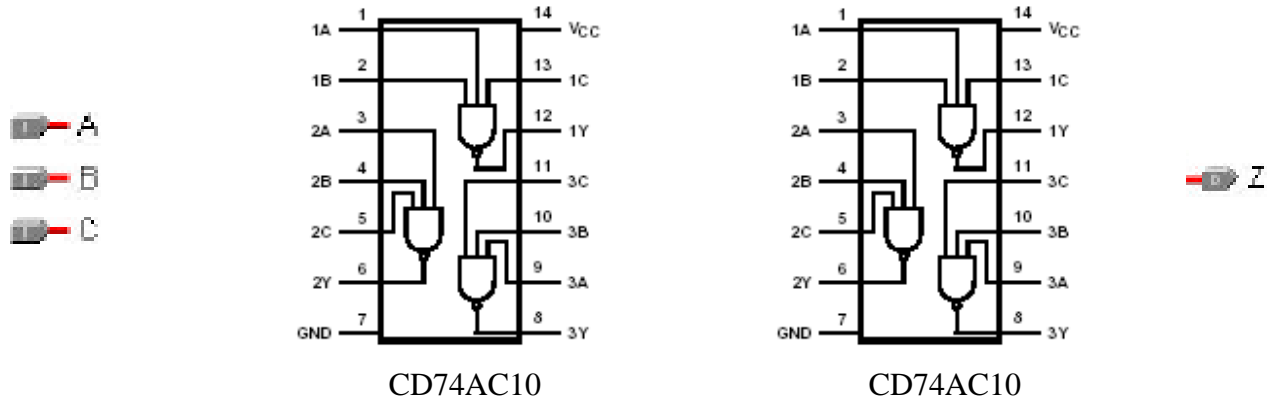 A
B
C
1 14
1A VCC
2 13
1B 1C
3 12
2A 1Y
4 11
2B 3C
5 10
2C 3B
6 9
2Y 3A
7 8
GND 3Y
CD74AC10
1 14
1A VCC
2 13
1B 1C
3 12
2A 1Y
4 11
2B 3C
5 10
2C 3B
6 9
2Y 3A
7 8
GND 3Y
CD74AC10
Z